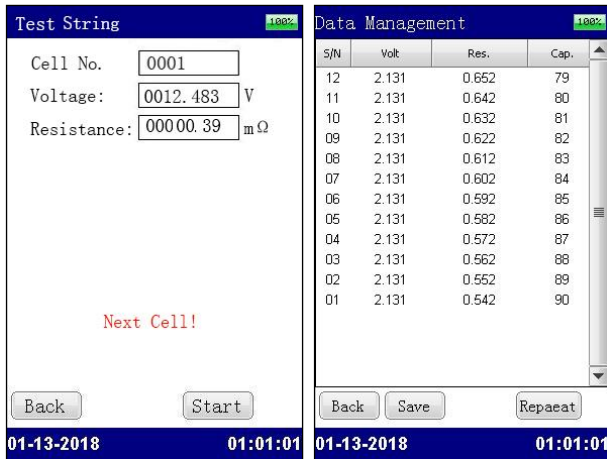 Test String 100%
Cell No. 0001
Voltage: 0012.483 V
Resistance: 00000.39 mΩ
Next Cell!
Back Start
01-13-2018 01:01:01
Data Management 100%
S/N Volt Res. Cap.
12 2.131 0.652 79
11 2.131 0.642 80
10 2.131 0.632 81
09 2.131 0.622 82
08 2.131 0.612 83
07 2.131 0.602 84
06 2.131 0.592 85
05 2.131 0.582 86
04 2.131 0.572 87
03 2.131 0.562 88
02 2.131 0.552 89
01 2.131 0.542 90
Back Save Repaeat
01-13-2018 01:01:01